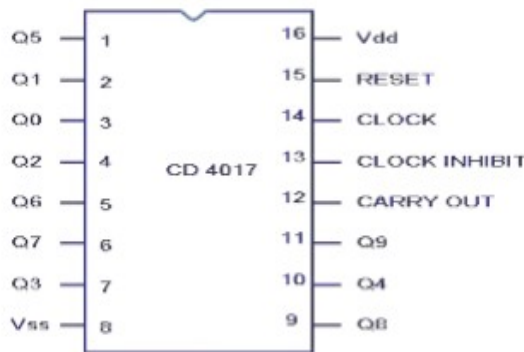 Q5 1 16 Vdd
Q1 2 15 RESET
Q0 3 14 CLOCK
Q2 4 13 CLOCK INHIBIT
CD 4017
Q6 5 12 CARRY OUT
Q7 6 11 Q9
Q3 7 10 Q4
Vss 8 9 Q8